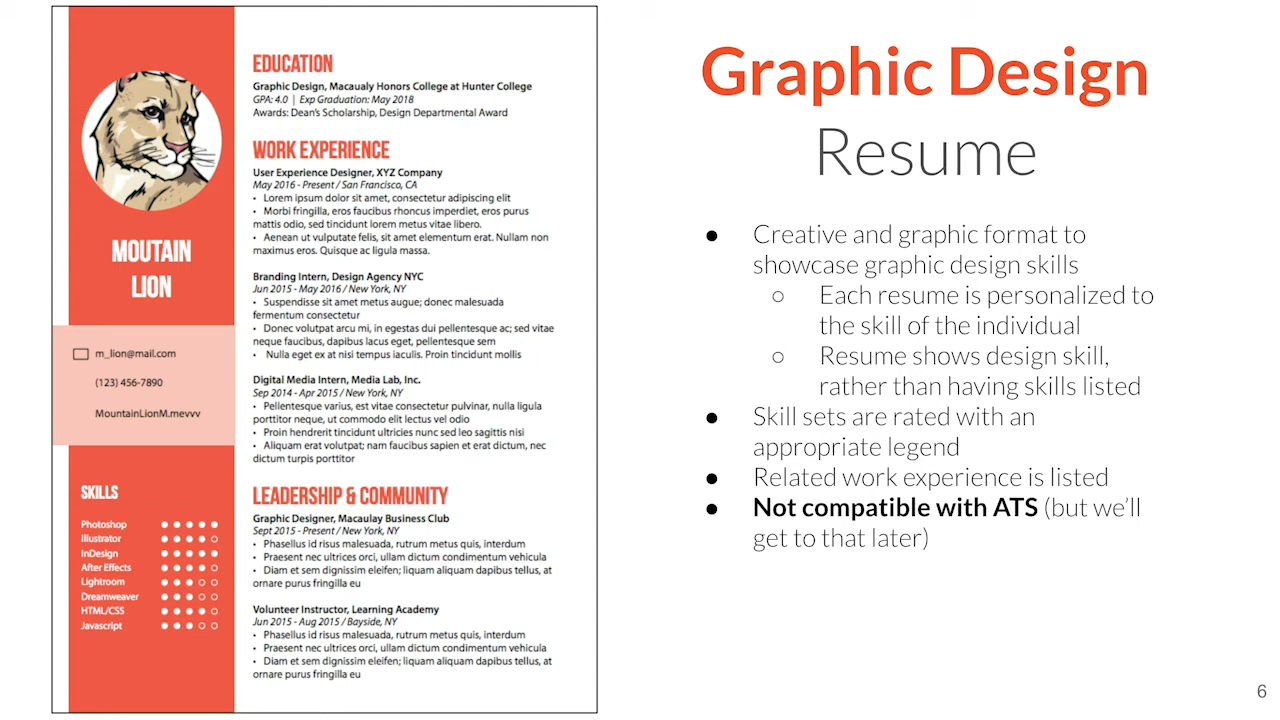 MOUTAIN
LION
m_lion@mail.com
(123) 456-7890
MountainLionM.mevvv
SKILLS
Photoshop
Illustrator
InDesign
After Effects
Lightroom
Dreamweaver
HTML/CSS
Javascript
EDUCATION
Graphic Design, Macaualy Honors College at Hunter College
GPA: 4.0 | Exp Graduation: May 2018
Awards: Dean's Scholarship, Design Departmental Award
WORK EXPERIENCE
User Experience Designer, XYZ Company
May 2016 - Present / San Francisco, CA
• Lorem ipsum dolor sit amet, consectetur adipiscing elit
• Morbi fringilla, eros faucibus rhoncus imperdiet, eros purus
mattis odio, sed tincidunt lorem metus vitae libero.
• Aenean ut vulputate felis, sit amet elementum erat. Nullam non
maximus eros. Quisque ac ligula massa.
Branding Intern, Design Agency NYC
Jun 2015 - May 2016 / New York, NY
• Suspendisse sit amet metus augue; donec malesuada
fermentum consectetur
• Donec volutpat arcu mi, in egestas dui pellentesque ac; sed vitae
neque faucibus, dapibus lacus eget, pellentesque sem
• Nulla eget ex at nisi tempus iaculis. Proin tincidunt mollis
Digital Media Intern, Media Lab, Inc.
Sep 2014 - Apr 2015 / New York, NY
• Pellentesque varius, est vitae consectetur pulvinar, nulla ligula
porttitor neque, ut commodo elit lectus vel odio
• Proin hendrerit tincidunt ultricies nunc sed leo sagittis nisi
• Aliquam erat volutpat; nam faucibus sapien et erat dictum, nec
dictum turpis porttitor
LEADERSHIP & COMMUNITY
Graphic Designer, Macaulay Business Club
Sept 2015 - Present / New York, NY
• Phasellus id risus malesuada, rutrum metus quis, interdum
• Praesent nec ultrices orci, ullam dictum condimentum vehicula
• Diam et sem dignissim eleifen; liquam aliquam dapibus tellus, at
ornare purus fringilla eu
Volunteer Instructor, Learning Academy
Jun 2015 - Aug 2015 / Bayside, NY
• Phasellus id risus malesuada, rutrum metus quis, interdum
• Praesent nec ultrices orci, ullam dictum condimentum vehicula
• Diam et sem dignissim eleifen; liquam aliquam dapibus tellus, at
ornare purus fringilla eu
Graphic Design
Resume
● Creative and graphic format to
showcase graphic design skills
○ Each resume is personalized to
the skill of the individual
○ Resume shows design skill,
rather than having skills listed
● Skill sets are rated with an
appropriate legend
● Related work experience is listed
● Not compatible with ATS (but we'll
get to that later)
6